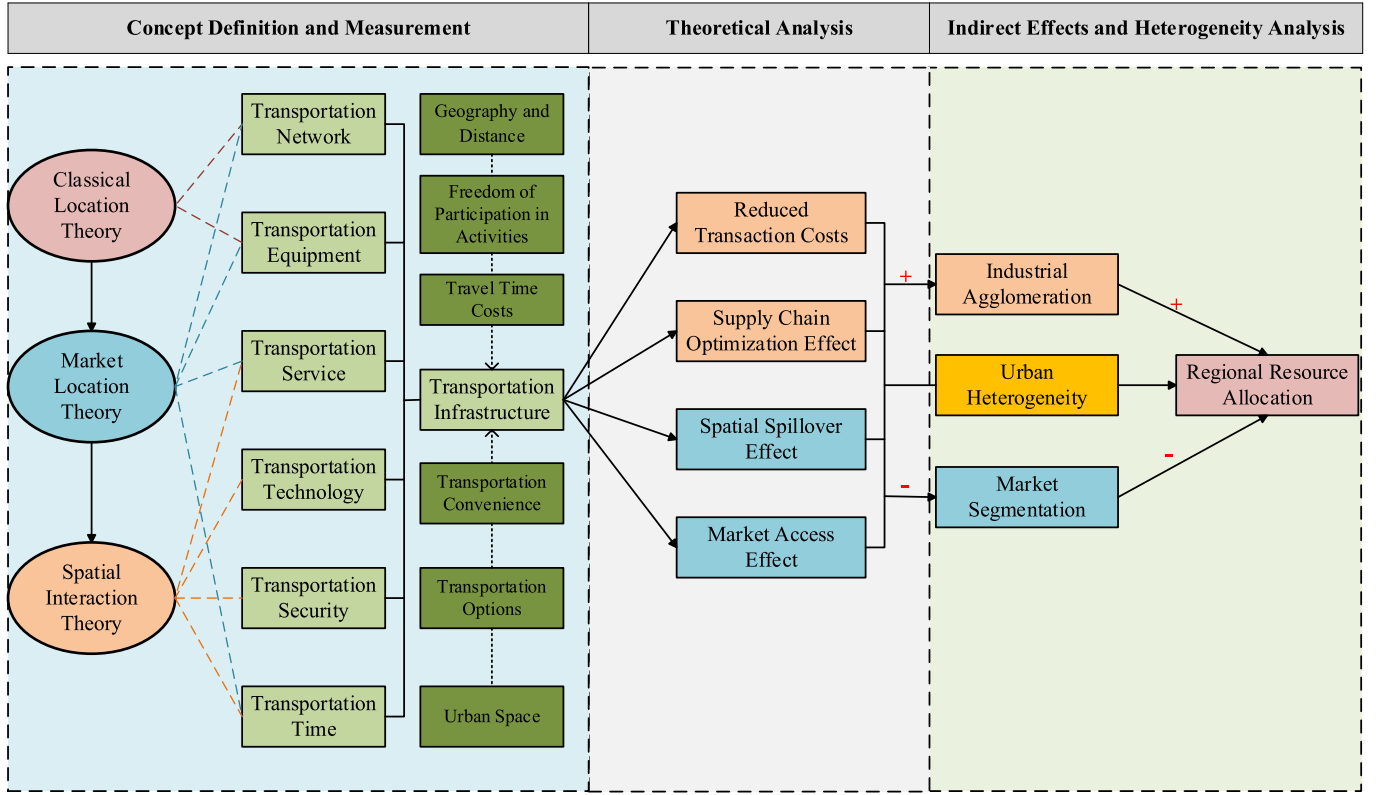 Concept Definition and Measurement
Theoretical Analysis
Indirect Effects and Heterogeneity Analysis
Classical
Location
Theory
Market
Location
Theory
Spatial
Interaction
Theory
Transportation
Network
Transportation
Equipment
Transportation
Service
Transportation
Technology
Transportation
Security
Transportation
Time
Geography and
Distance
Freedom of
Participation in
Activities
Travel Time
Costs
Transportation
Infrastructure
Transportation
Convenience
Transportation
Options
Urban Space
Reduced
Transaction Costs
Supply Chain
Optimization Effect
Spatial Spillover
Effect
Market Access
Effect
+
-
Industrial
Agglomeration
Urban
Heterogeneity
Market
Segmentation
+
-
Regional Resource
Allocation